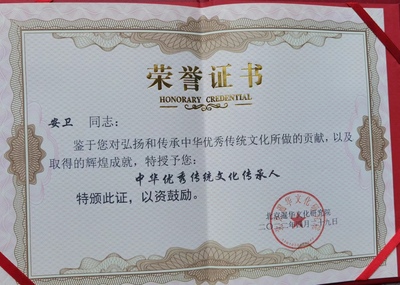 荣誉证书
HONORARY CREDENTIAL
安卫 同志：
鉴于您对弘扬和传承中华优秀传统文化所做的贡献，以及
取得的辉煌成就，特授予您：
中华优秀传统文化传承人
特颁此证，以资鼓励。